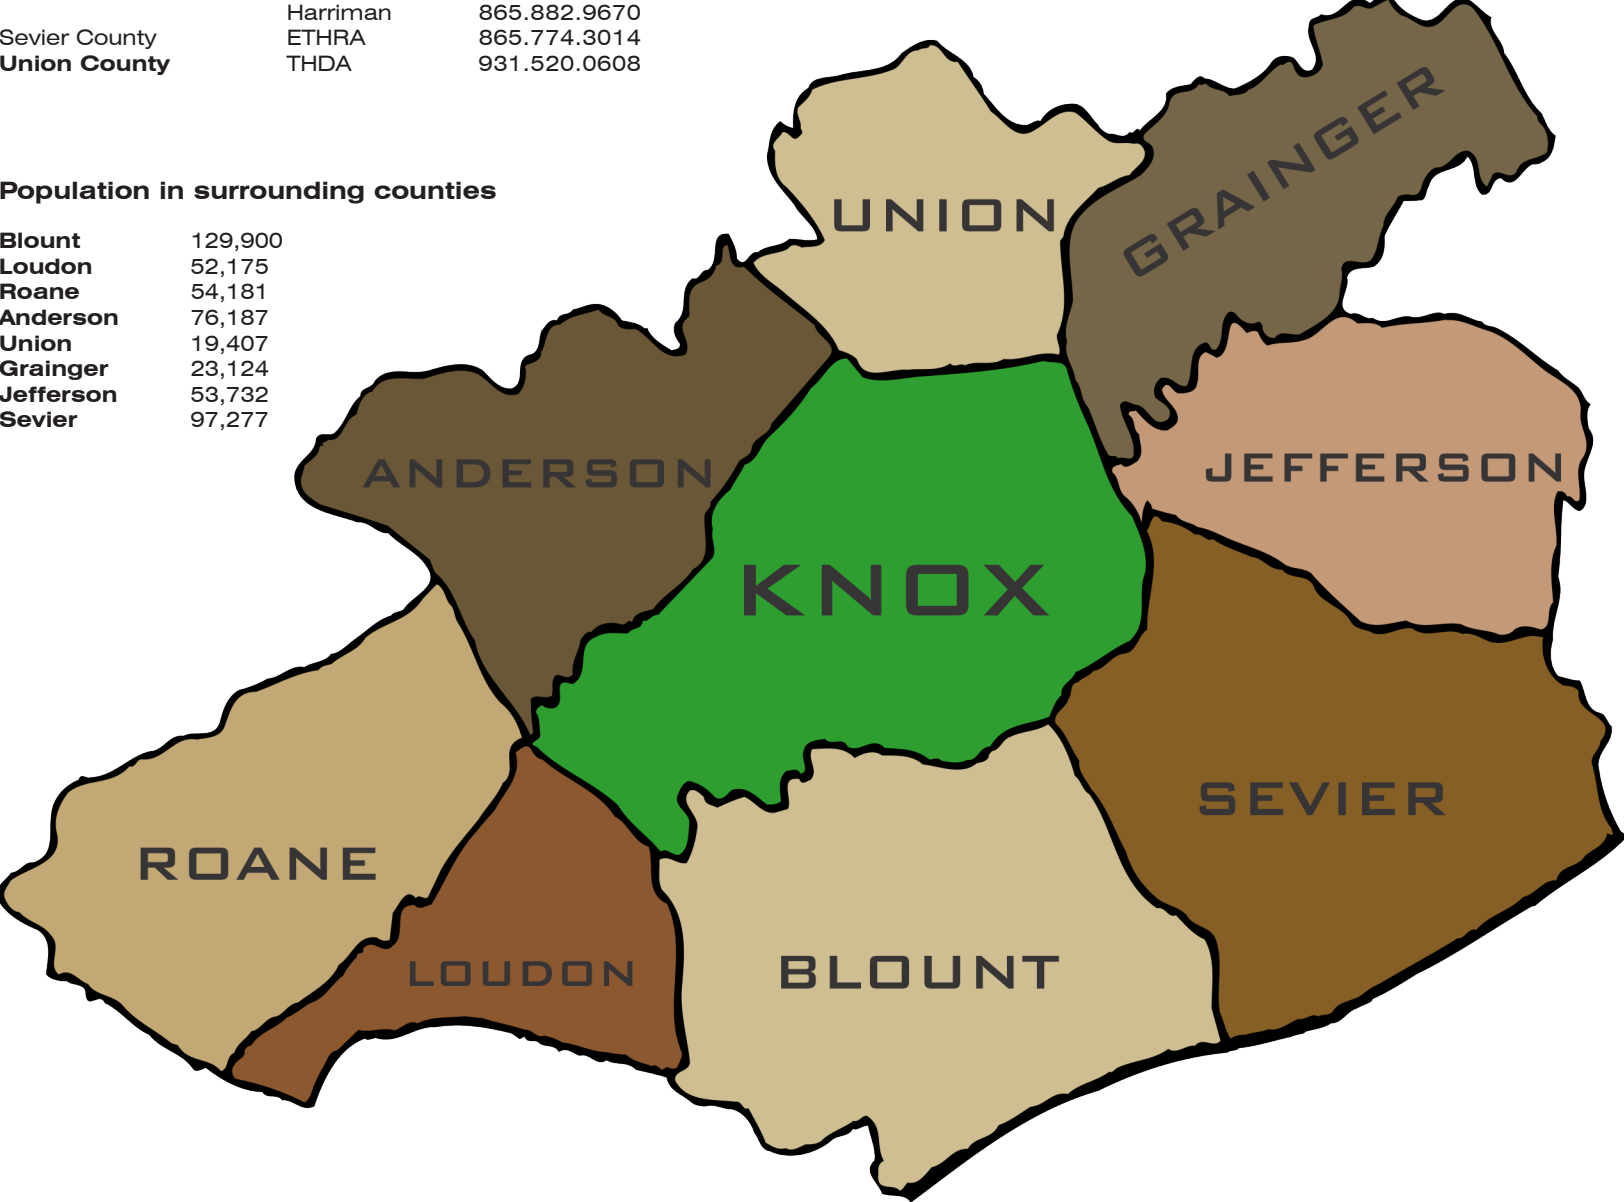 Harriman 865.882.9670
Sevier County ETHRA 865.774.3014
Union County THDA 931.520.0608
Population in surrounding counties
Blount 129,900
Loudon 52,175
Roane 54,181
Anderson 76,187
Union 19,407
Grainger 23,124
Jefferson 53,732
Sevier 97,277
UNION
GRAINGER
ANDERSON
JEFFERSON
KNOX
SEVIER
ROANE
LOUDON
BLOUNT